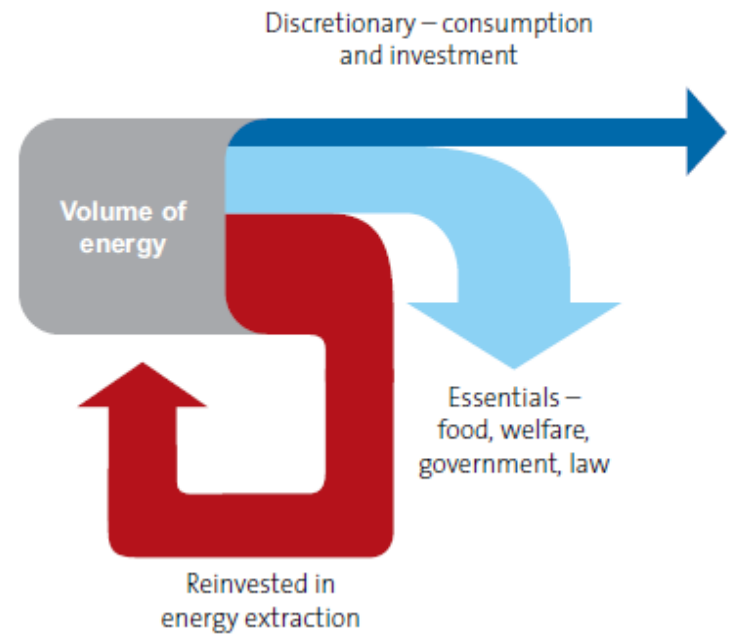 Discretionary – consumption
and investment
Volume of
energy
Essentials –
food, welfare,
government, law
Reinvested in
energy extraction